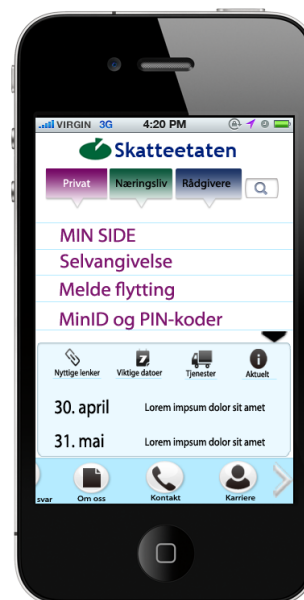 VIRGIN 3G 4:20 PM
Skatteetaten
Privat Næringsliv Rådgivere
MIN SIDE
Selvangivelse
Melde flytting
MinID og PIN-koder
Nyttige lenker Viktige datoer Tjenester Aktuelt
30. april Lorem impsum dolor sit amet
31. mai Lorem impsum dolor sit amet
svar Om oss Kontakt Karriere